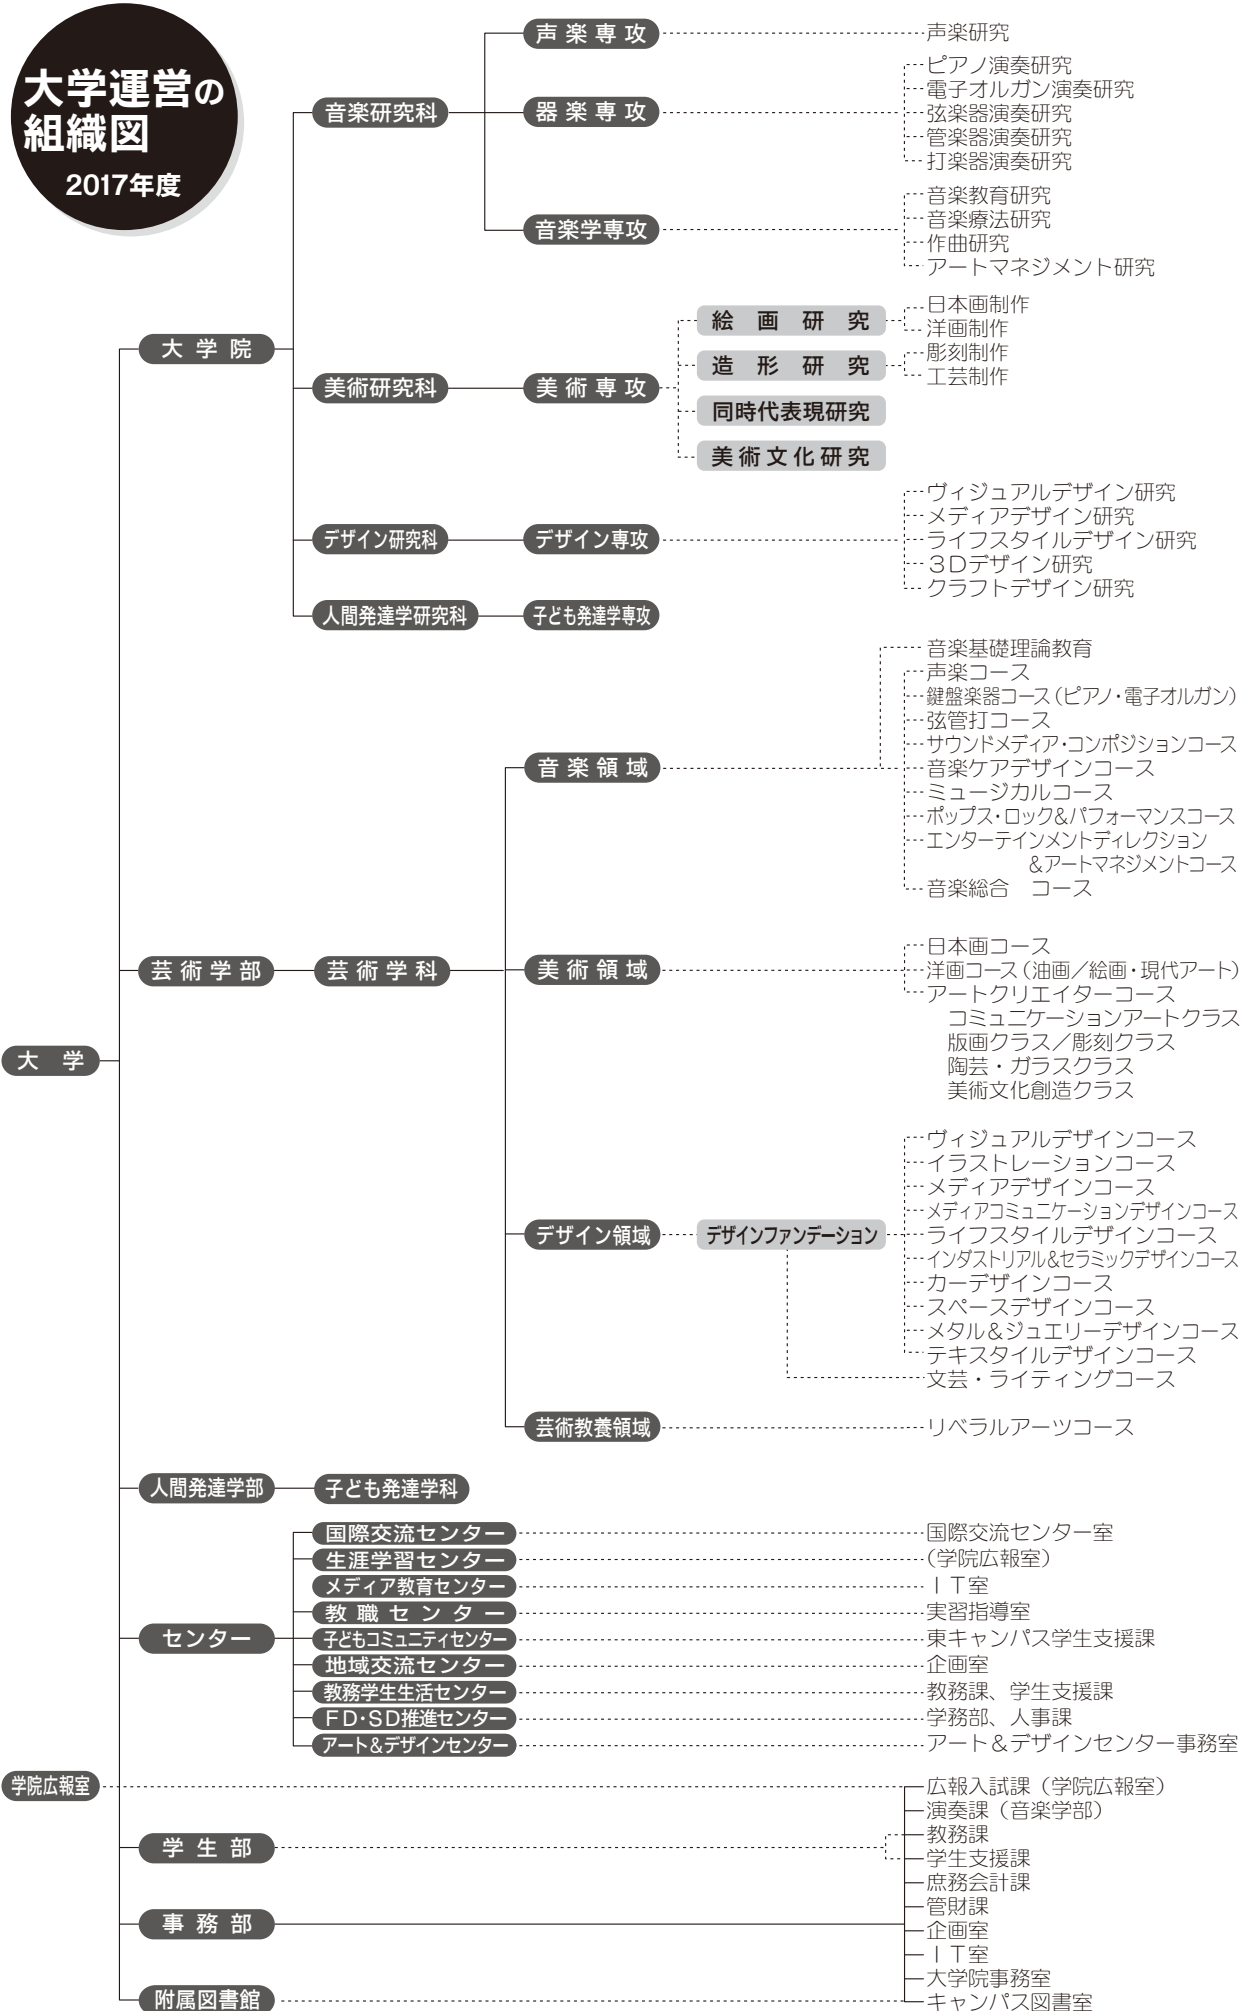 大学運営の
組織図
2017年度
大学
大学院
音楽研究科
声楽専攻
声楽研究
器楽専攻
ピアノ演奏研究
電子オルガン演奏研究
弦楽器演奏研究
管楽器演奏研究
打楽器演奏研究
音楽学専攻
音楽教育研究
音楽療法研究
作曲研究
アートマネジメント研究
美術研究科
美術専攻
絵画研究
日本画制作
洋画制作
造形研究
彫刻制作
工芸制作
同時代表現研究
美術文化研究
デザイン研究科
デザイン専攻
ヴィジュアルデザイン研究
メディアデザイン研究
ライフスタイルデザイン研究
3Dデザイン研究
クラフトデザイン研究
人間発達学研究科
子ども発達学専攻
芸術学部
芸術学科
音楽領域
音楽基礎理論教育
声楽コース
鍵盤楽器コース（ピアノ・電子オルガン）
弦管打コース
サウンドメディア・コンポジションコース
音楽ケアデザインコース
ミュージカルコース
ポップス・ロック&パフォーマンスコース
エンターテインメントディレクション
&アートマネジメントコース
音楽総合　コース
美術領域
日本画コース
洋画コース（油画／絵画・現代アート）
アートクリエイターコース
コミュニケーションアートクラス
版画クラス／彫刻クラス
陶芸・ガラスクラス
美術文化創造クラス
デザイン領域
デザインファンデーション
ヴィジュアルデザインコース
イラストレーションコース
メディアデザインコース
メディアコミュニケーションデザインコース
ライフスタイルデザインコース
インダストリアル&セラミックデザインコース
カーデザインコース
スペースデザインコース
メタル＆ジュエリーデザインコース
テキスタイルデザインコース
文芸・ライティングコース
芸術教養領域
リベラルアーツコース
人間発達学部
子ども発達学科
センター
国際交流センター
国際交流センター室
生涯学習センター
（学院広報室）
メディア教育センター
ＩＴ室
教職センター
実習指導室
子どもコミュニティセンター
東キャンパス学生支援課
地域交流センター
企画室
教務学生生活センター
教務課、学生支援課
FD・SD推進センター
学務部、人事課
アート&デザインセンター
アート＆デザインセンター事務室
学院広報室
広報入試課（学院広報室）
演奏課（音楽学部）
学生部
教務課
学生支援課
庶務会計課
管財課
事務部
企画室
ＩＴ室
大学院事務室
附属図書館
キャンパス図書室